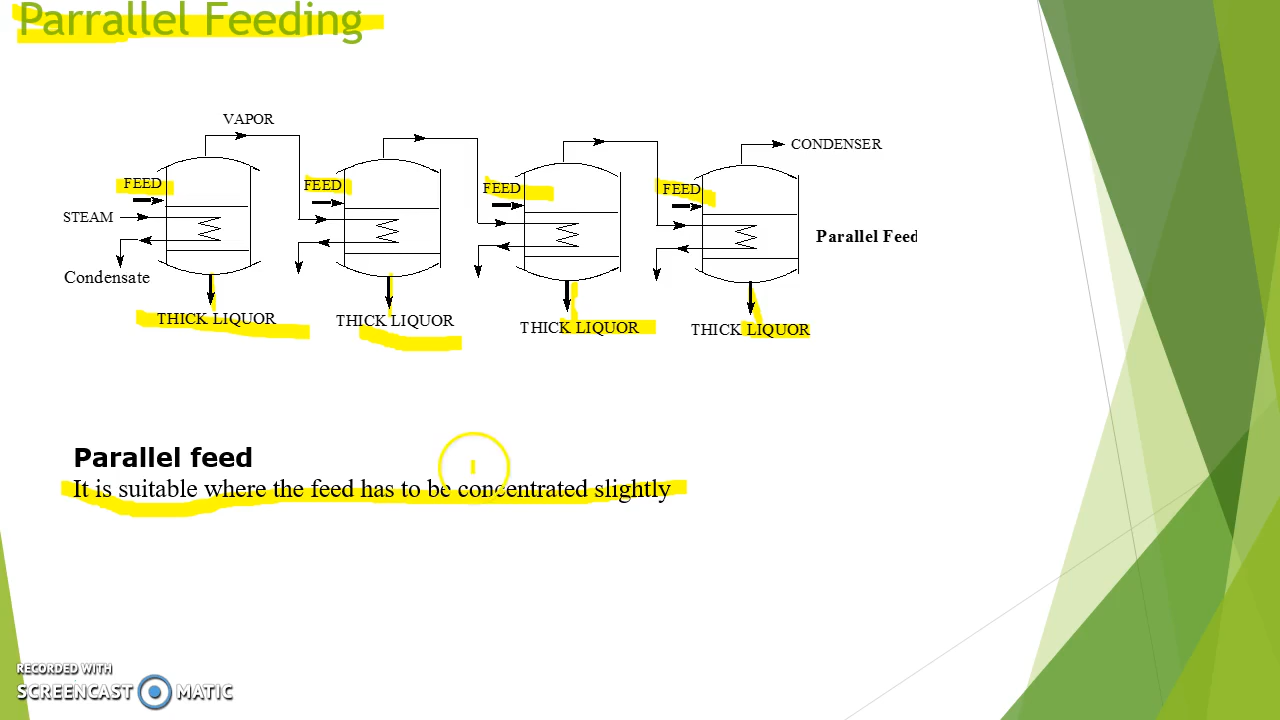 Parrallel Feeding
VAPOR
CONDENSER
FEED
FEED
FEED
FEED
STEAM
Parallel Feed
Condensate
THICK LIQUOR
THICK LIQUOR
THICK LIQUOR
THICK LIQUOR
Parallel feed
It is suitable where the feed has to be concentrated slightly
RECORDED WITH
SCREENCAST MATIC